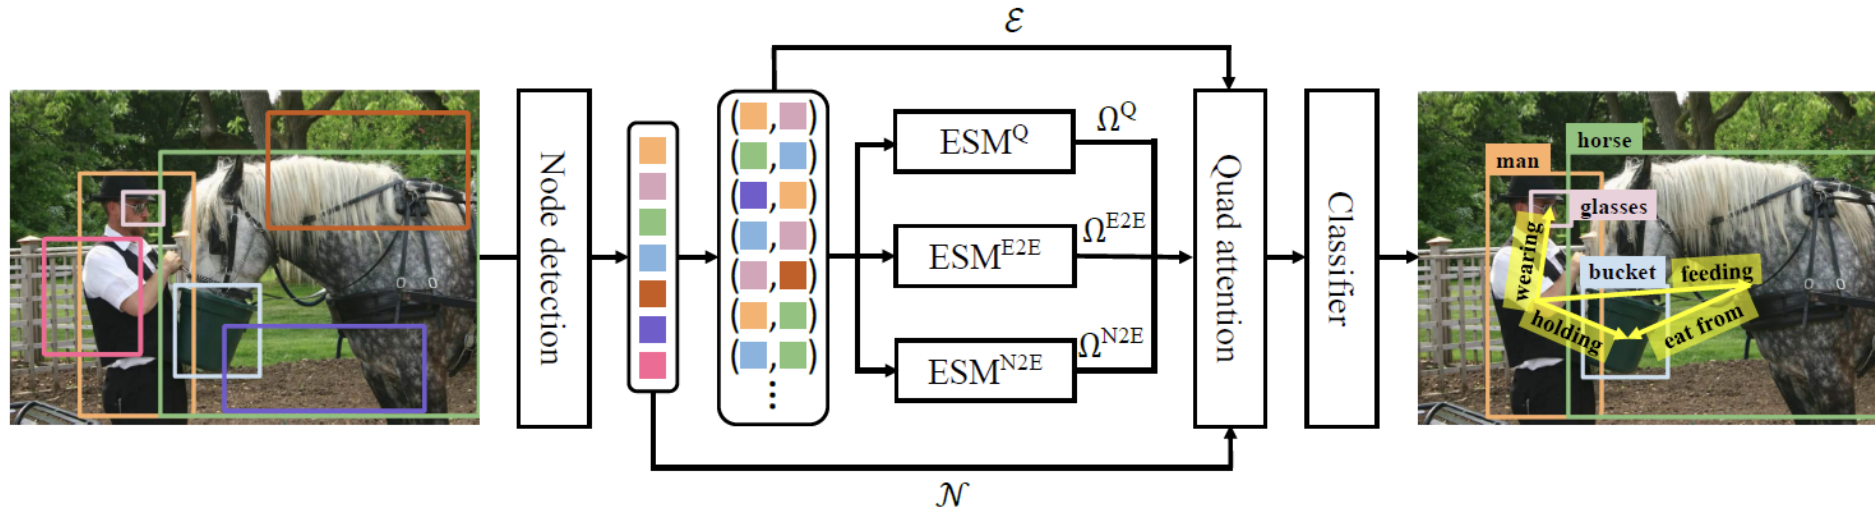 ℰ
Node detection
( , )
( , )
( , )
( , )
( , )
( , )
( , )
...
ESM^Q
Ω^Q
ESM^E2E
Ω^E2E
ESM^N2E
Ω^N2E
𝒩
Quad attention
Classifier
man
horse
glasses
wearing
bucket
feeding
holding
eat from